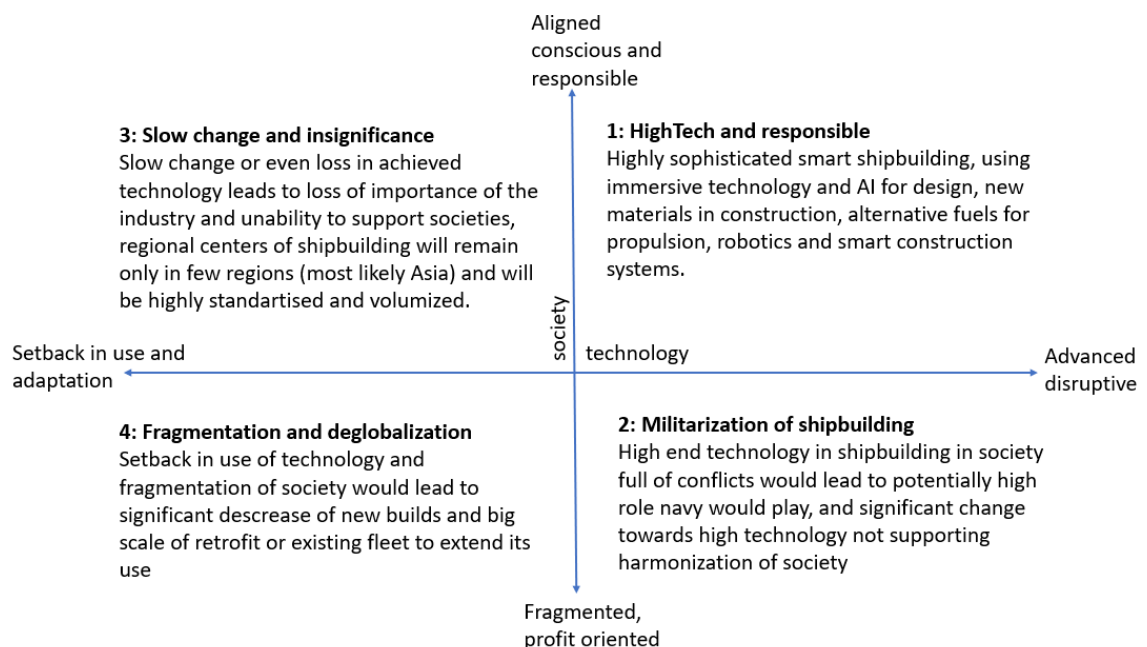 Aligned
conscious and
responsible
3: Slow change and insignificance
Slow change or even loss in achieved
technology leads to loss of importance of the
industry and unability to support societies,
regional centers of shipbuilding will remain
only in few regions (most likely Asia) and will
be highly standartised and volumized.
1: HighTech and responsible
Highly sophisticated smart shipbuilding, using
immersive technology and AI for design, new
materials in construction, alternative fuels for
propulsion, robotics and smart construction
systems.
society
technology
Setback in use and
adaptation
Advanced
disruptive
4: Fragmentation and deglobalization
Setback in use of technology and
fragmentation of society would lead to
significant descrease of new builds and big
scale of retrofit or existing fleet to extend its
use
2: Militarization of shipbuilding
High end technology in shipbuilding in society
full of conflicts would lead to potentially high
role navy would play, and significant change
towards high technology not supporting
harmonization of society
Fragmented,
profit oriented